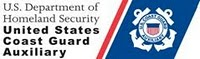 U.S. Department of
Homeland Security
United States
Coast Guard
Auxiliary